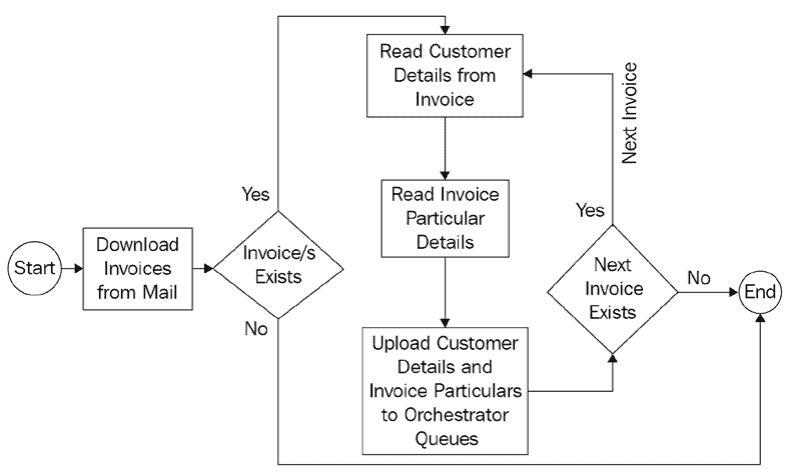 Start
Download
Invoices
from Mail
Invoice/s
Exists
Yes
No
Read Customer
Details from
Invoice
Read Invoice
Particular
Details
Upload Customer
Details and
Invoice Particulars
to Orchestrator
Queues
Next
Invoice
Exists
Yes
Next Invoice
No
End